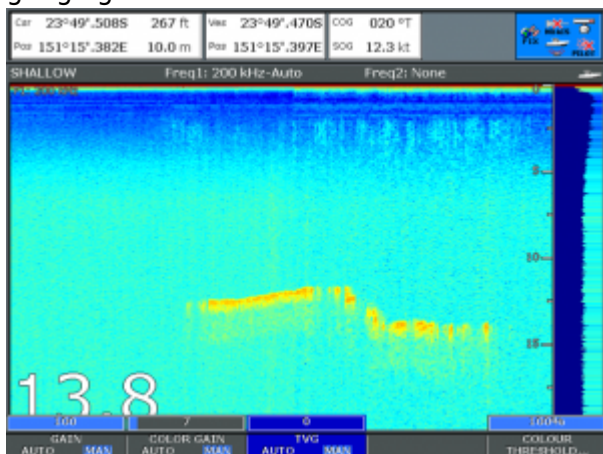 Csr 23°49'.508S 267 ft Ves 23°49'.470S COG 020 °T
Pos 151°15'.382E 10.0 m Pos 151°15'.397E SOG 12.3 kt
SHALLOW Freq1: 200 kHz-Auto Freq2: None
5
10
15
13.8
100 7 0 100%
GAIN COLOR GAIN TVG COLOUR
AUTO MAN AUTO MAN AUTO MAN THRESHOLD...